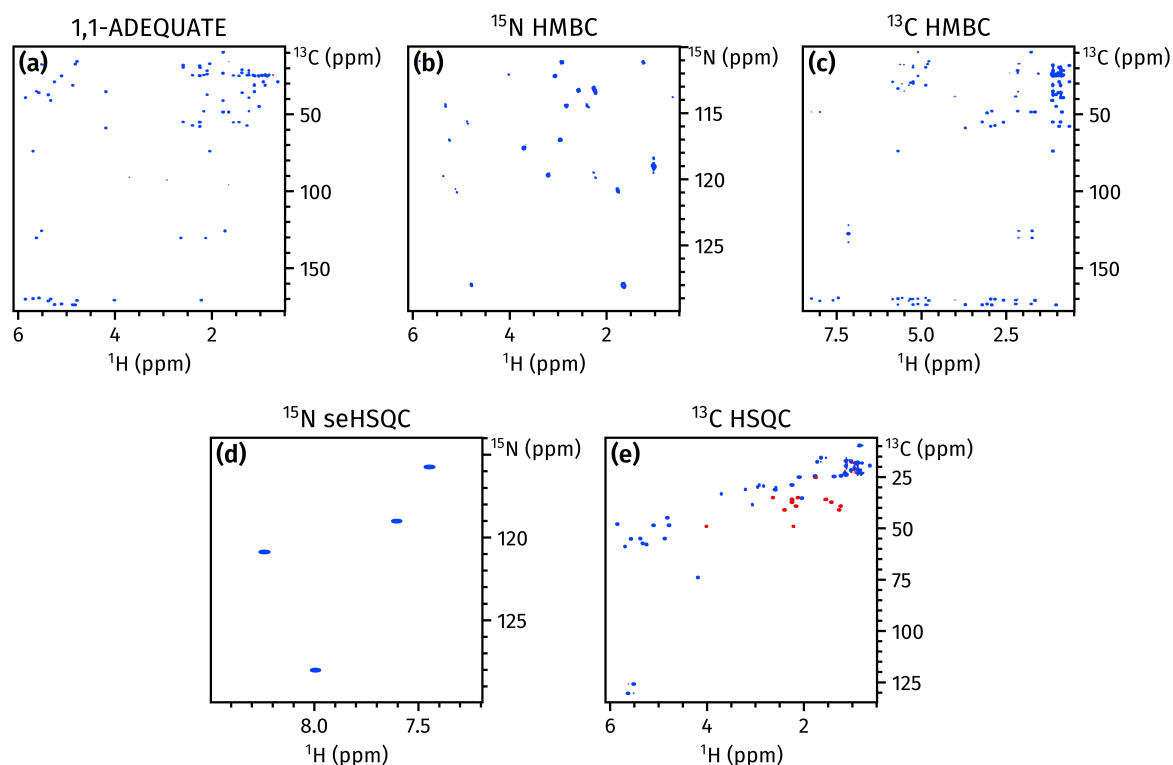 1,1-ADEQUATE
¹⁵N HMBC
¹³C HMBC
(a)
¹³C (ppm)
50
100
150
6 4 2
¹H (ppm)
(b)
¹⁵N (ppm)
115
120
125
6 4 2
¹H (ppm)
(c)
¹³C (ppm)
50
100
150
7.5 5.0 2.5
¹H (ppm)
¹⁵N seHSQC
¹³C HSQC
(d)
¹⁵N (ppm)
120
125
8.0 7.5
¹H (ppm)
(e)
¹³C (ppm)
25
50
75
100
125
6 4 2
¹H (ppm)